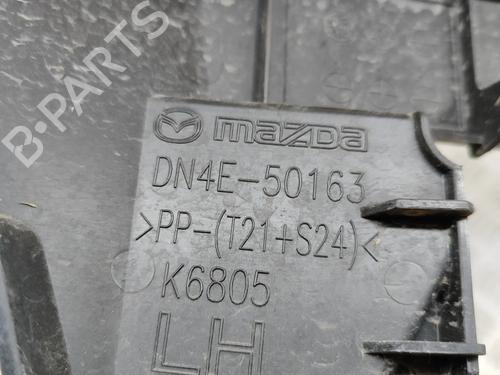 B-PARTS
mazda
DN4E-50163
>PP-(T21+S24)<
K6805
LH